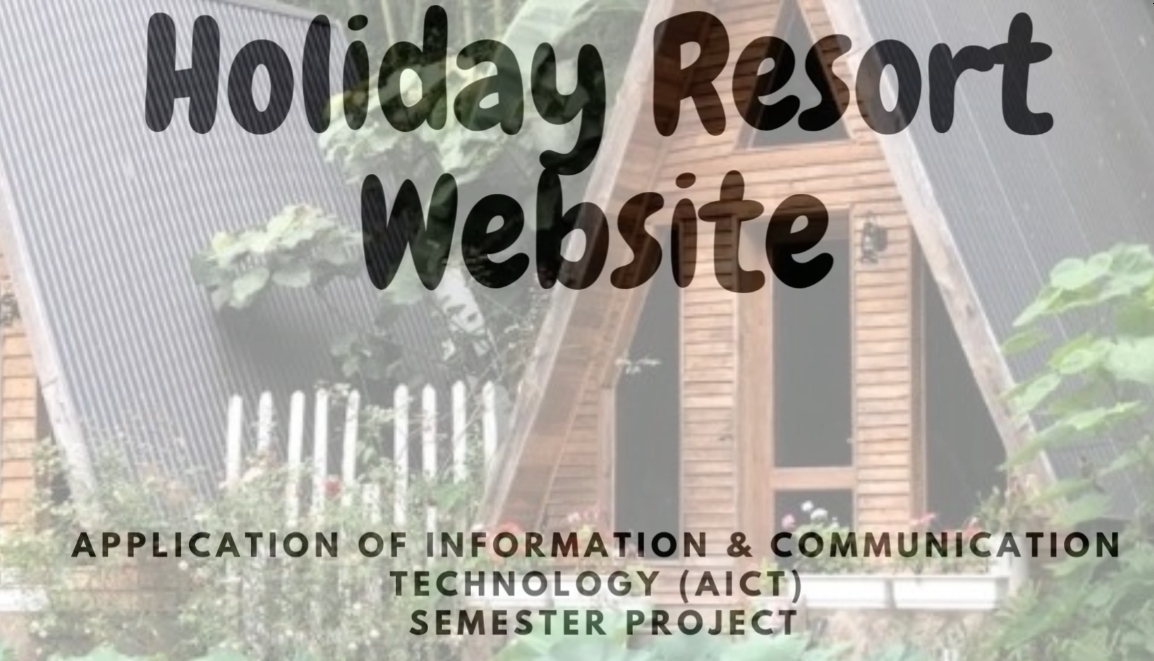 Holiday Resort
Website
APPLICATION OF INFORMATION & COMMUNICATION
TECHNOLOGY (AICT)
SEMESTER PROJECT